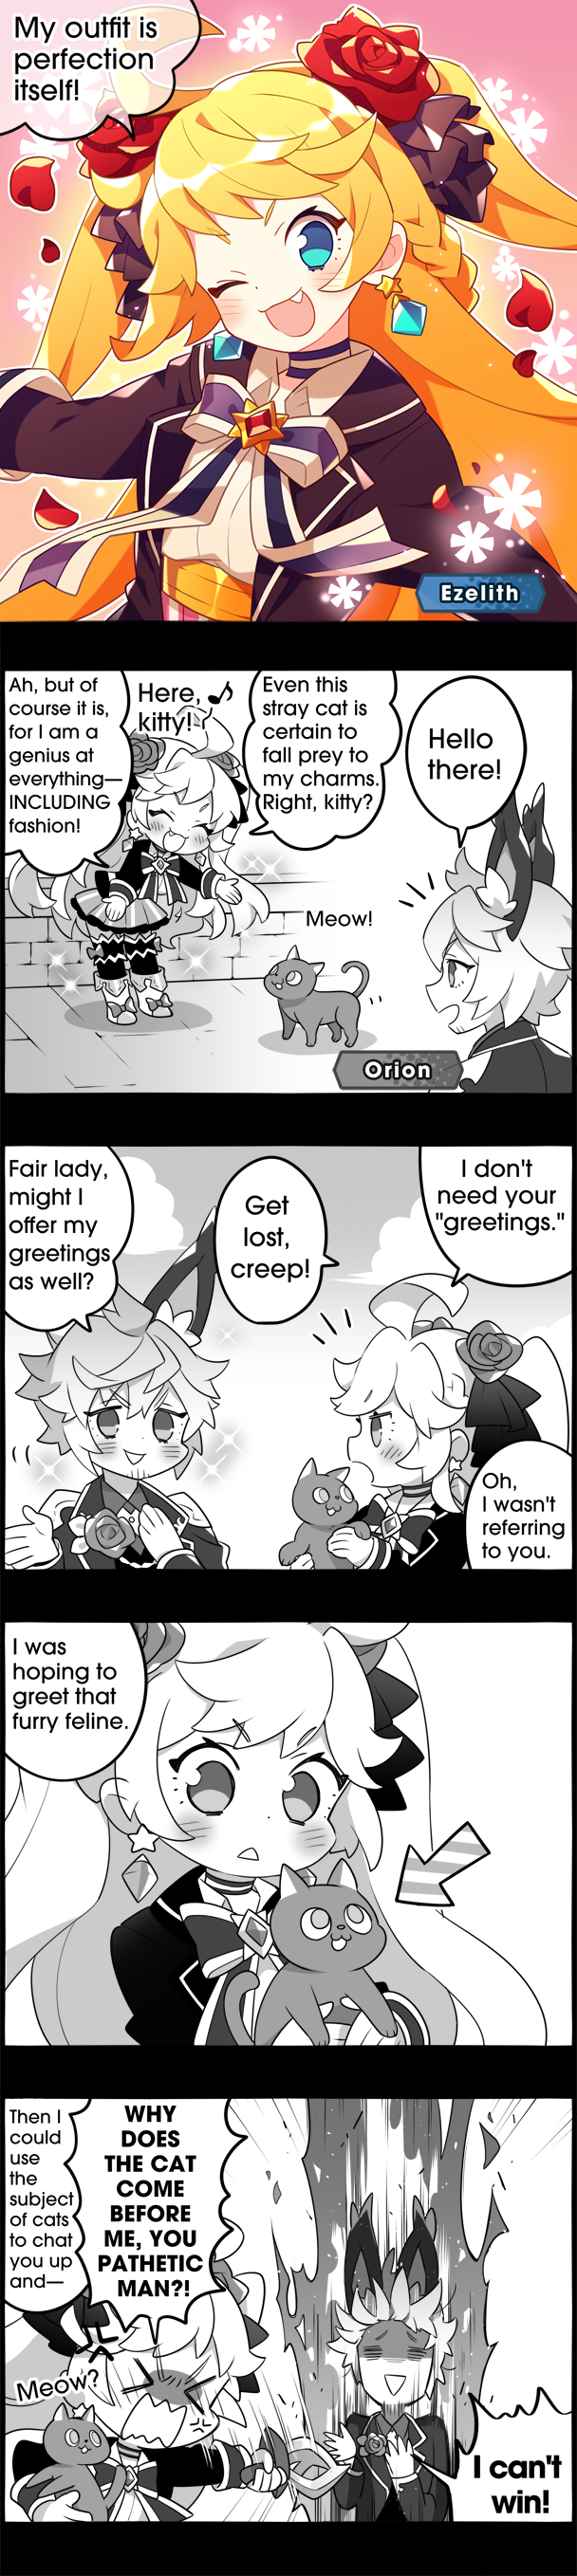 My outfit is
perfection
itself!
Ezelith
Ah, but of
course it is,
for I am a
genius at
everything—
INCLUDING
fashion!
Here,
kitty!
Even this
stray cat is
certain to
fall prey to
my charms.
Right, kitty?
Hello
there!
Meow!
Orion
Fair lady,
might I
offer my
greetings
as well?
Get
lost,
creep!
I don't
need your
"greetings."
Oh,
I wasn't
referring
to you.
I was
hoping to
greet that
furry feline.
Then I
could
use
the
subject
of cats
to chat
you up
and—
WHY
DOES
THE CAT
COME
BEFORE
ME, YOU
PATHETIC
MAN?!
Meow?
I can't
win!